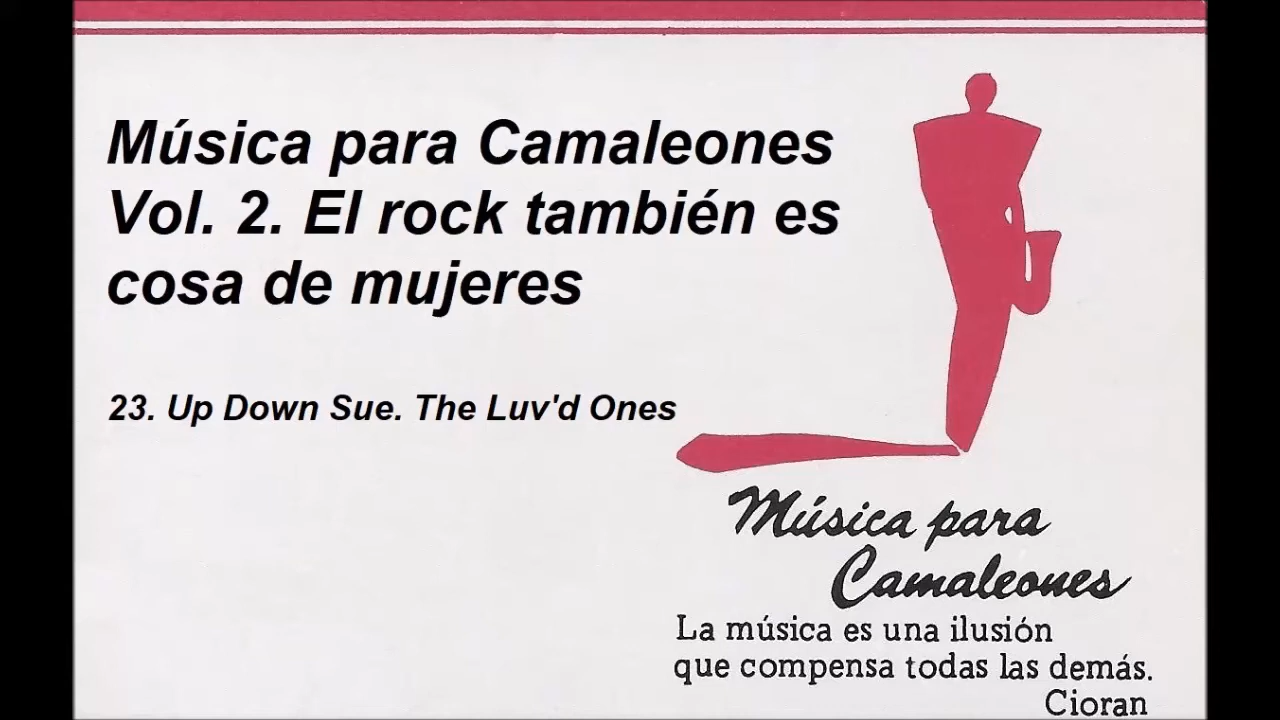 Música para Camaleones
Vol. 2. El rock también es
cosa de mujeres
23. Up Down Sue. The Luv'd Ones
Música para
Camaleones
La música es una ilusión
que compensa todas las demás.
Cioran